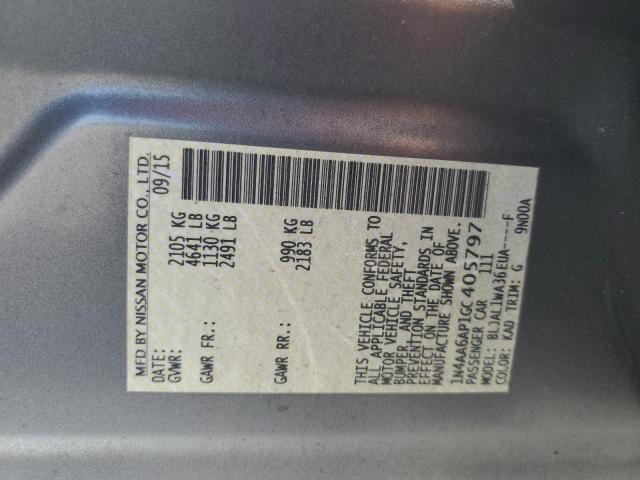 MFD BY NISSAN MOTOR CO., LTD.
DATE: 09/15
GVWR: 2105 KG
4641 LB
GAWR FR: 1130 KG
2491 LB
GAWR RR: 990 KG
2183 LB
THIS VEHICLE CONFORMS TO
ALL APPLICABLE FEDERAL
MOTOR VEHICLE SAFETY,
BUMPER, AND THEFT
PREVENTION STANDARDS IN
EFFECT ON THE DATE OF
MANUFACTURE SHOWN ABOVE.
1N4AA6AP1GC405797
PASSENGER CAR 111
MODEL: BLJALIWA36EUA-----F
COLOR: KAD TRIM: G 9N00A